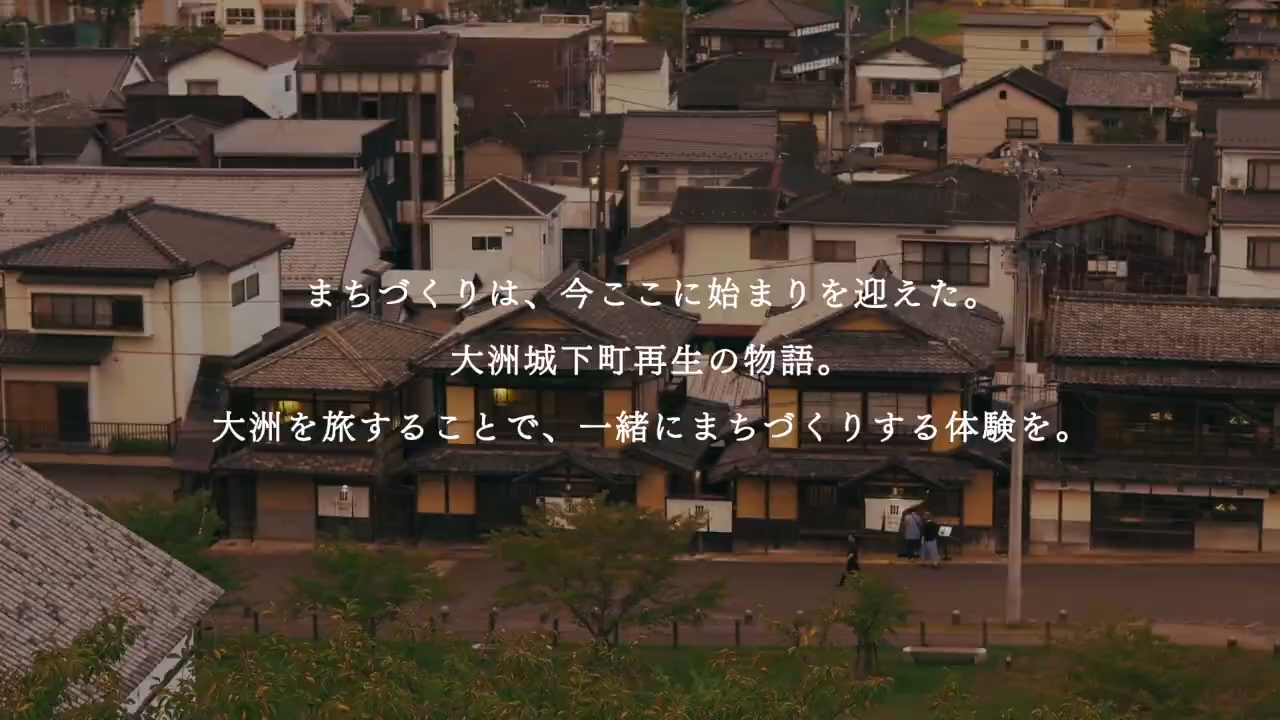 まちづくりは、今ここに始まりを迎えた。
大洲城下町再生の物語。
大洲を旅することで、一緒にまちづくりする体験を。